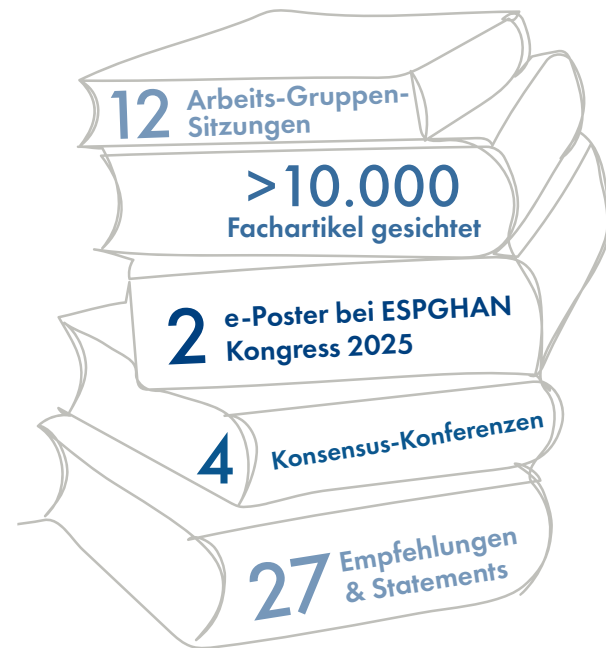 12 Arbeits-Gruppen-
Sitzungen
>10.000
Fachartikel gesichtet
2 e-Poster bei ESPGHAN
Kongress 2025
4 Konsensus-Konferenzen
27 Empfehlungen
& Statements